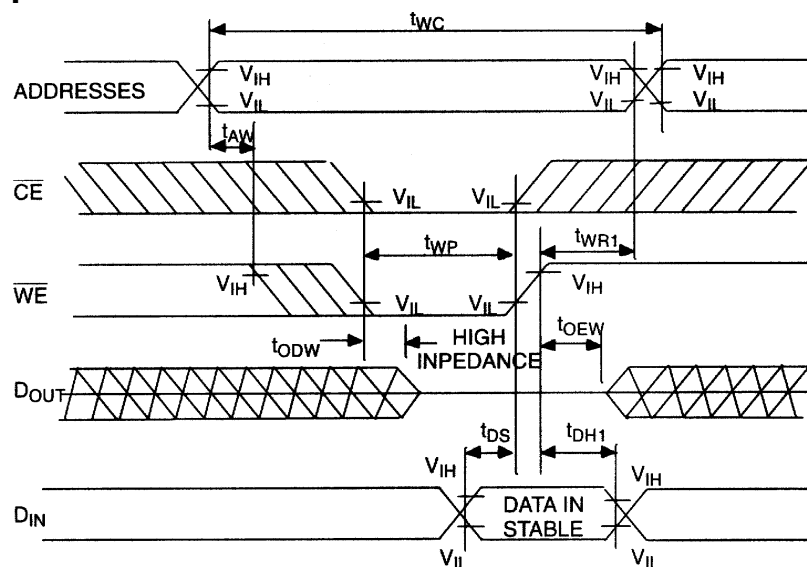 tWC
VIH VIH VIH
ADDRESSES
VIL VIL VIL
tAW
CE
VIL VIL
tWP tWR1
WE VIH VIH
VIL VIL
tODW HIGH tOEW
INPEDANCE
DOUT
tDS tDH1
VIH VIH
DIN DATA IN
STABLE
VIL VIL